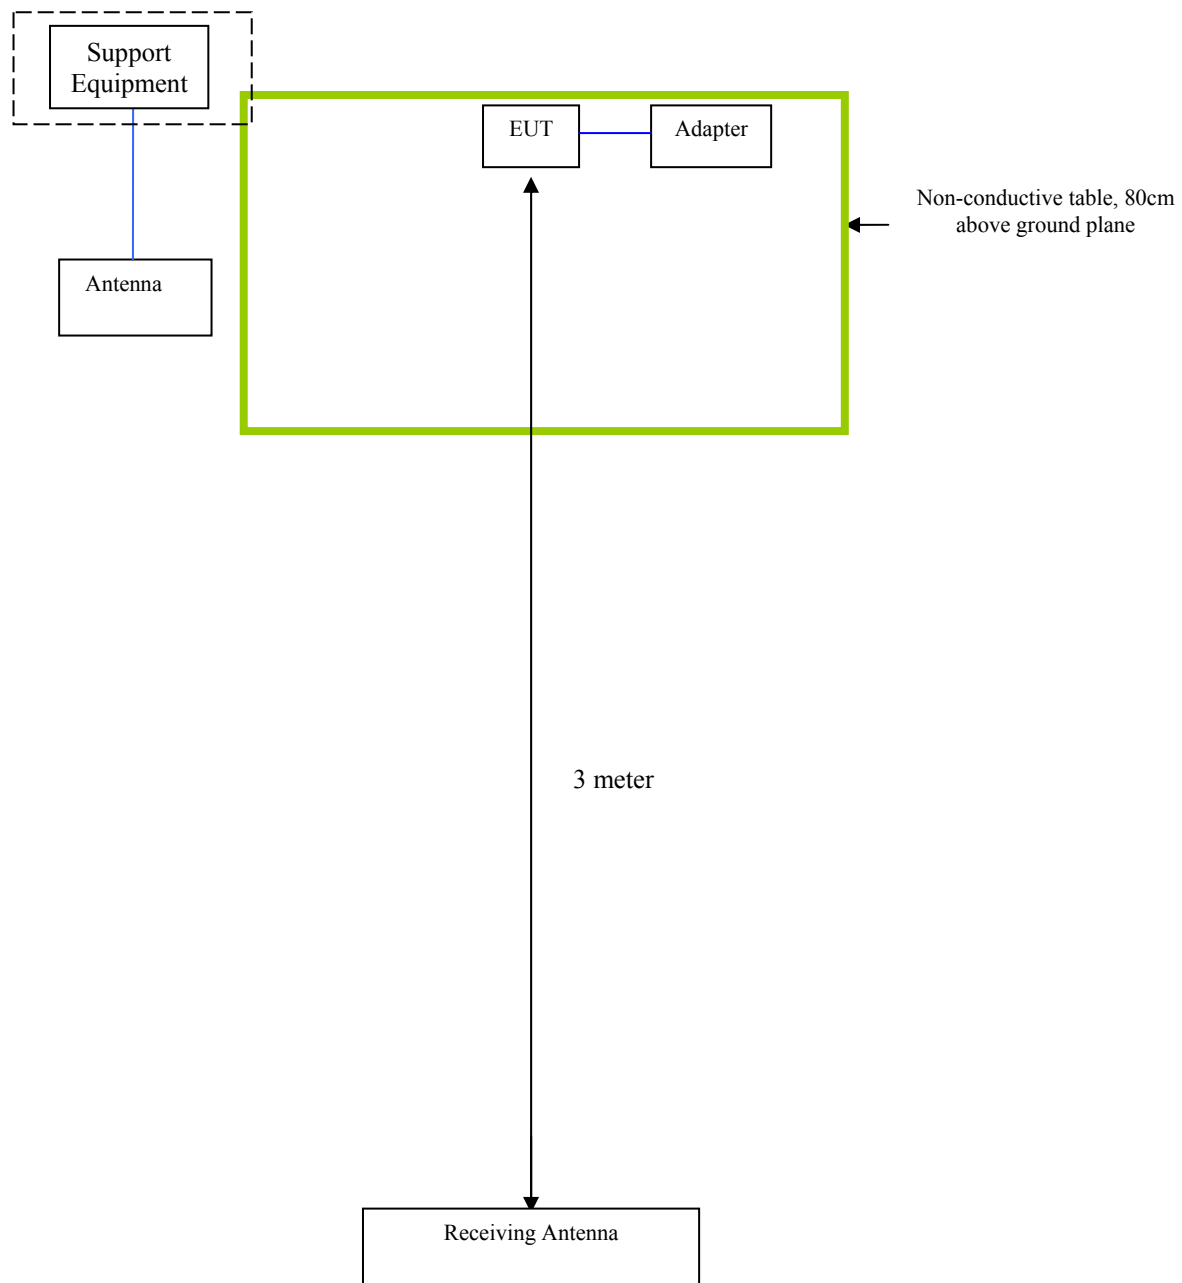 Support
Equipment
EUT
Adapter
Non-conductive table, 80cm
above ground plane
Antenna
3 meter
Receiving Antenna